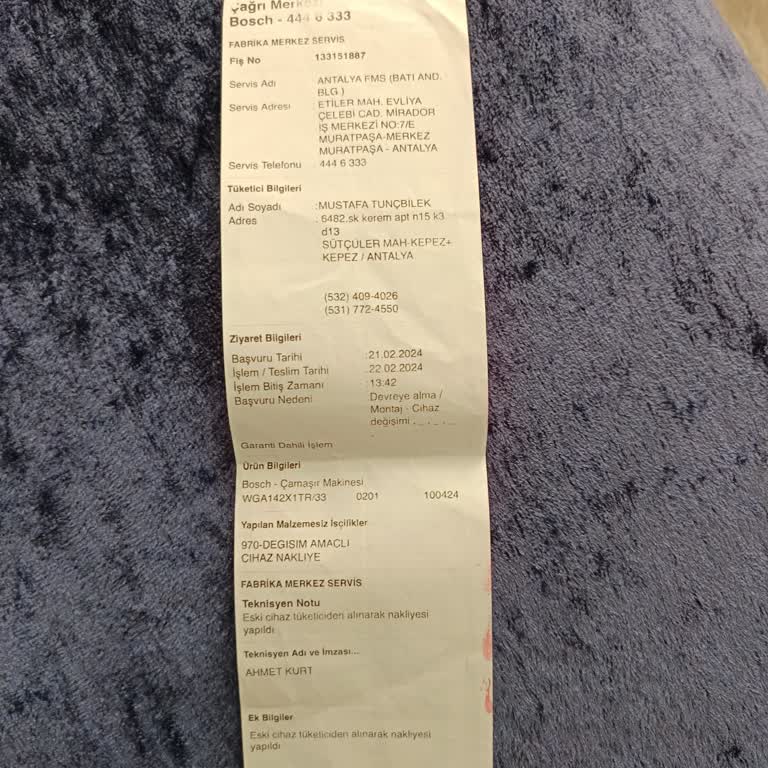 Çağrı Merkezi
Bosch - 444 6 333
FABRİKA MERKEZ SERVİS
Fiş No 133151887
Servis Adı ANTALYA FMS (BATI AND.
BLG )
Servis Adresi : ETİLER MAH. EVLİYA
ÇELEBİ CAD. MİRADOR
İŞ MERKEZİ NO:7/E
MURATPAŞA-MERKEZ
MURATPAŞA - ANTALYA
Servis Telefonu : 444 6 333
Tüketici Bilgileri
Adı Soyadı :MUSTAFA TUNÇBİLEK
Adres : 6482.sk kerem apt n15 k3
d13
SÜTÇÜLER MAH-KEPEZ+
KEPEZ / ANTALYA
(532) 409-4026
(531) 772-4550
Ziyaret Bilgileri
Başvuru Tarihi :21.02.2024
İşlem / Teslim Tarihi :22.02.2024
İşlem Bitiş Zamanı :13:42
Başvuru Nedeni :Devreye alma /
Montaj - Cihaz
değişimi . _ . _ . _
.
Garanti Dahili İşlem
Ürün Bilgileri
Bosch - Çamaşır Makinesi
WGA142X1TR/33 0201 100424
Yapılan Malzemesiz İşçilikler
970-DEGISIM AMACLI
CIHAZ NAKLIYE
FABRİKA MERKEZ SERVİS
Teknisyen Notu
Eski cihaz tüketiciden alınarak nakliyesi
yapıldı
Teknisyen Adı ve İmzası...
AHMET KURT
Ek Bilgiler
Eski cihaz tüketiciden alınarak nakliyesi
yapıldı